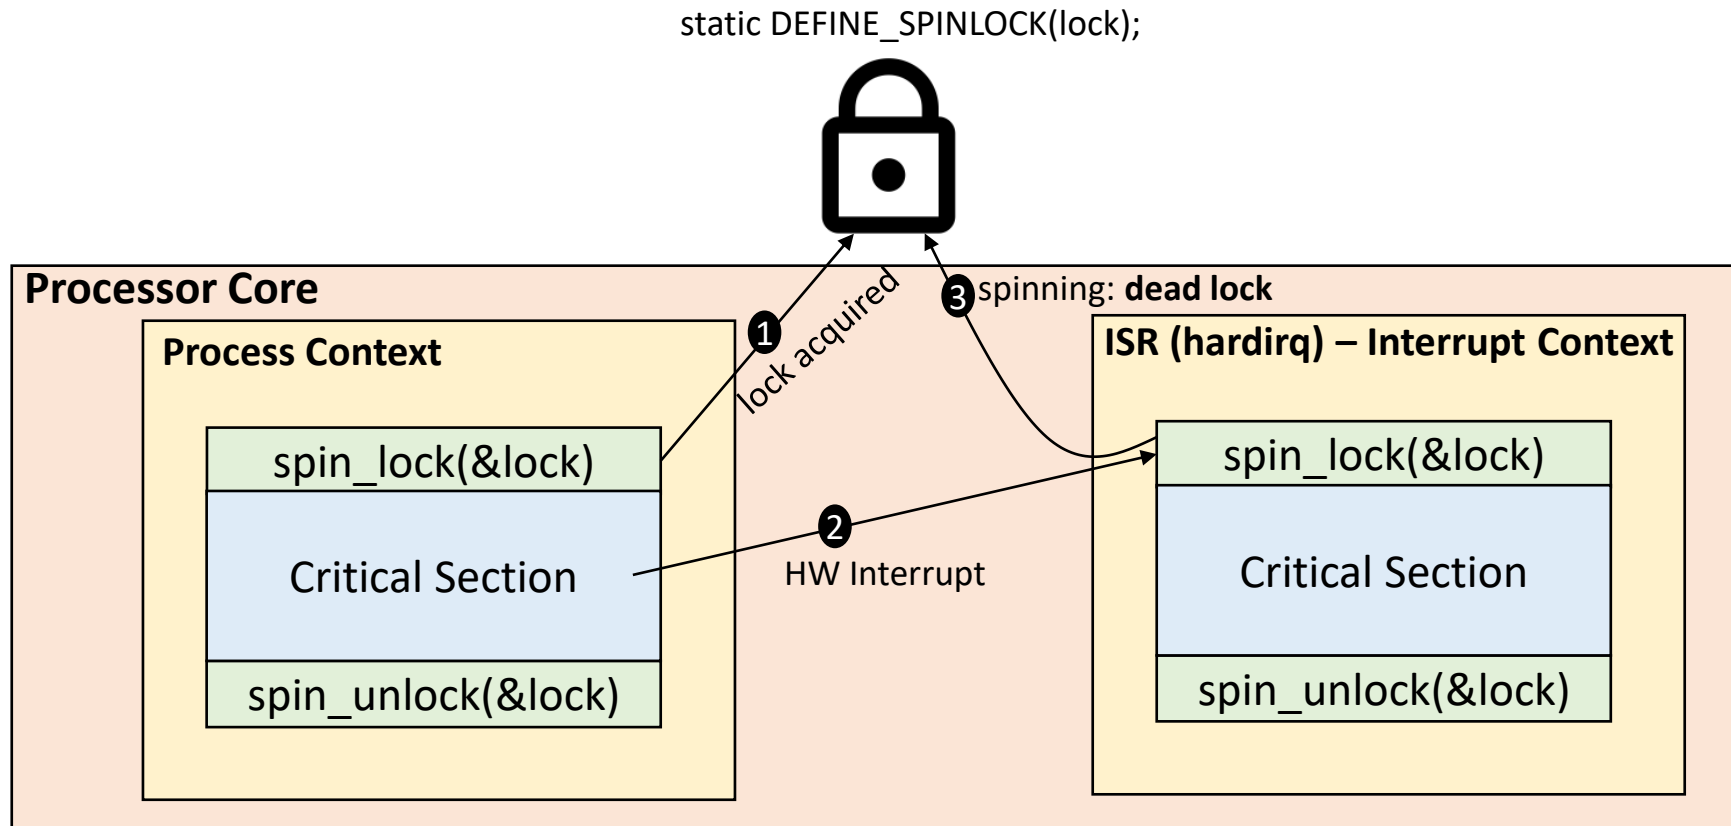 static DEFINE_SPINLOCK(lock);
Processor Core
3 spinning: dead lock
1
lock acquired
Process Context
ISR (hardirq) – Interrupt Context
spin_lock(&lock)
Critical Section
spin_unlock(&lock)
2
HW Interrupt
spin_lock(&lock)
Critical Section
spin_unlock(&lock)